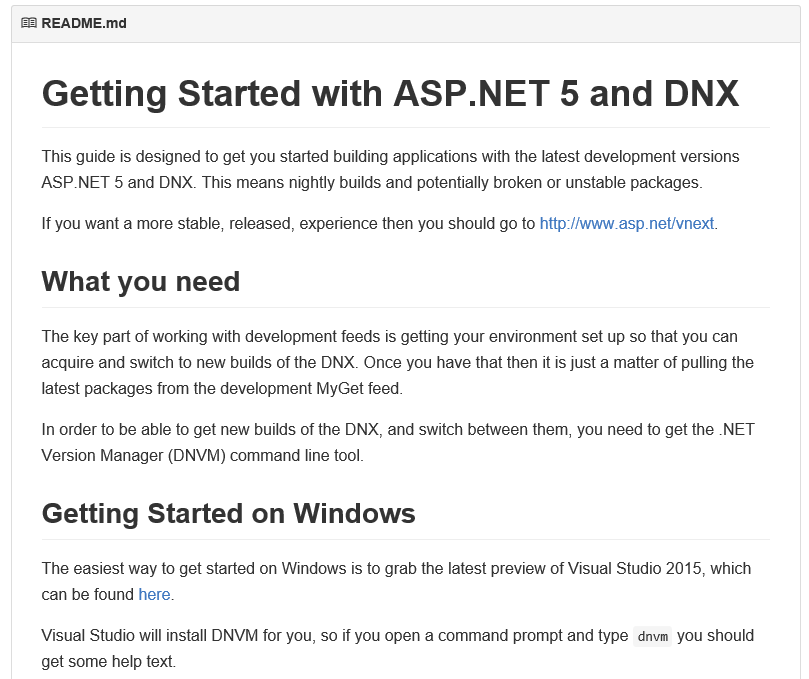 README.md
Getting Started with ASP.NET 5 and DNX
This guide is designed to get you started building applications with the latest development versions
ASP.NET 5 and DNX. This means nightly builds and potentially broken or unstable packages.
If you want a more stable, released, experience then you should go to http://www.asp.net/vnext.
What you need
The key part of working with development feeds is getting your environment set up so that you can
acquire and switch to new builds of the DNX. Once you have that then it is just a matter of pulling the
latest packages from the development MyGet feed.
In order to be able to get new builds of the DNX, and switch between them, you need to get the .NET
Version Manager (DNVM) command line tool.
Getting Started on Windows
The easiest way to get started on Windows is to grab the latest preview of Visual Studio 2015, which
can be found here.
Visual Studio will install DNVM for you, so if you open a command prompt and type dnvm you should
get some help text.